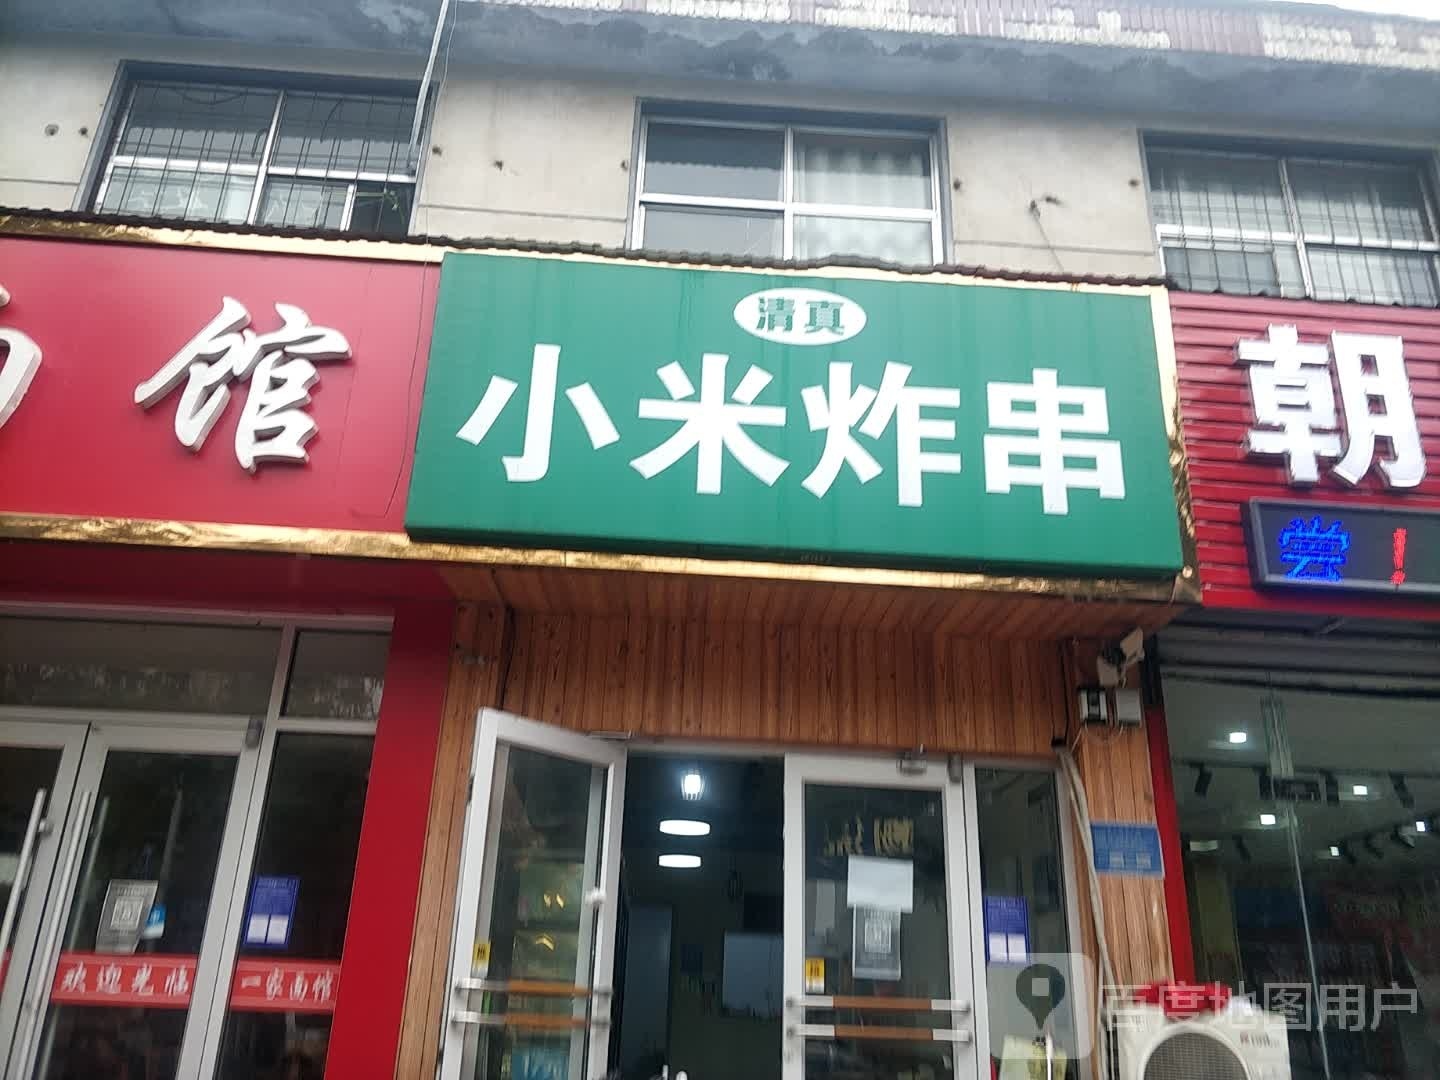 馆
清真
小米炸串
朝
尝！
欢迎光临
一家面馆
百度地图用户